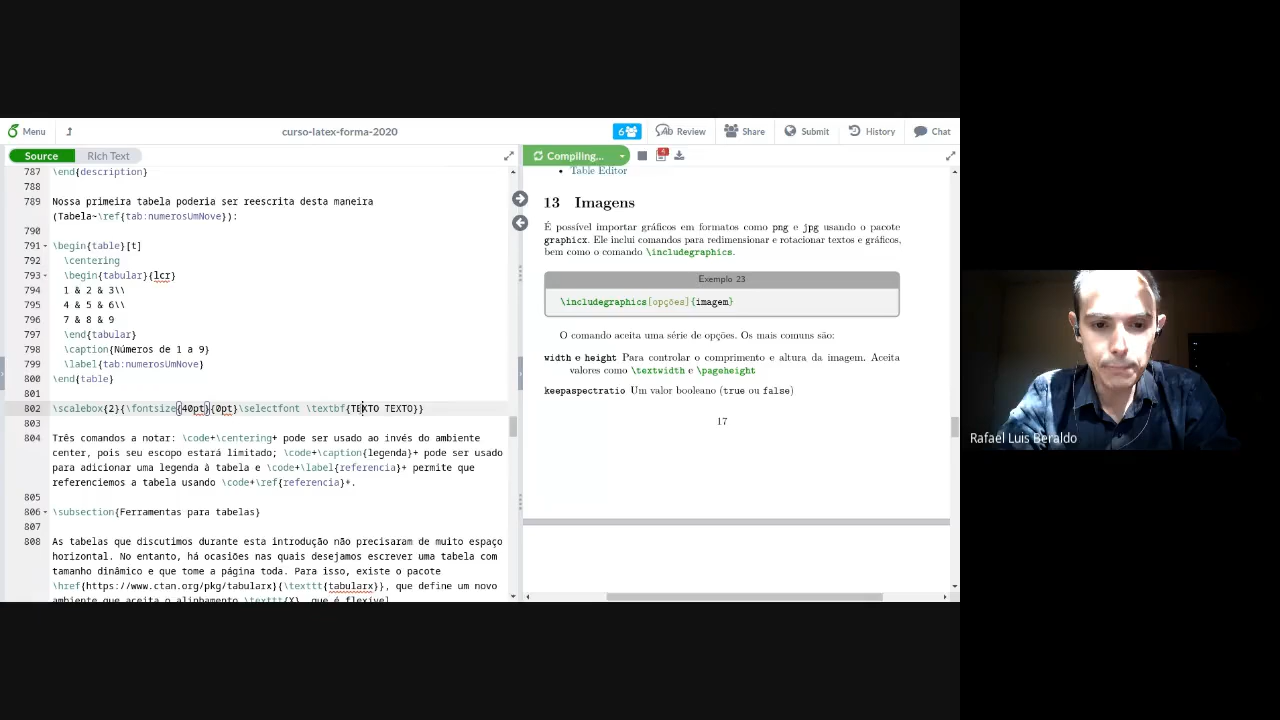 Menu
curso-latex-forma-2020
6
Review
Share
Submit
History
Chat
Source
Rich Text
Compiling...
787 \end{description}
788
789 Nossa primeira tabela poderia ser reescrita desta maneira
(Tabela~\ref{tab:numerosUmNove}):
790
791 \begin{table}[t]
792 \centering
793 \begin{tabular}{lcr}
794 1 & 2 & 3\\
795 4 & 5 & 6\\
796 7 & 8 & 9
797 \end{tabular}
798 \caption{Números de 1 a 9}
799 \label{tab:numerosUmNove}
800 \end{table}
801
802 \scalebox{2}{\fontsize{40pt}{0pt}\selectfont \textbf{TEXTO TEXTO}}
803
804 Três comandos a notar: \code+\centering+ pode ser usado ao invés do ambiente
center, pois seu escopo estará limitado; \code+\caption{legenda}+ pode ser usado
para adicionar uma legenda à tabela e \code+\label{referencia}+ permite que
referenciemos a tabela usando \code+\ref{referencia}+.
805
806 \subsection{Ferramentas para tabelas}
807
808 As tabelas que discutimos durante esta introdução não precisaram de muito espaço
horizontal. No entanto, há ocasiões nas quais desejamos escrever uma tabela com
tamanho dinâmico e que tome a página toda. Para isso, existe o pacote
\href{https://www.ctan.org/pkg/tabularx}{\texttt{tabularx}}, que define um novo
ambiente que aceita o alinhamento \texttt{X}, que é flexível
• Table Editor
13 Imagens
É possível importar gráficos em formatos como png e jpg usando o pacote
graphicx. Ele inclui comandos para redimensionar e rotacionar textos e gráficos,
bem como o comando \includegraphics.
Exemplo 23
\includegraphics[opções]{imagem}
O comando aceita uma série de opções. Os mais comuns são:
width e height Para controlar o comprimento e altura da imagem. Aceita
valores como \textwidth e \pageheight
keepaspectratio Um valor booleano (true ou false)
17
Rafael Luis Beraldo